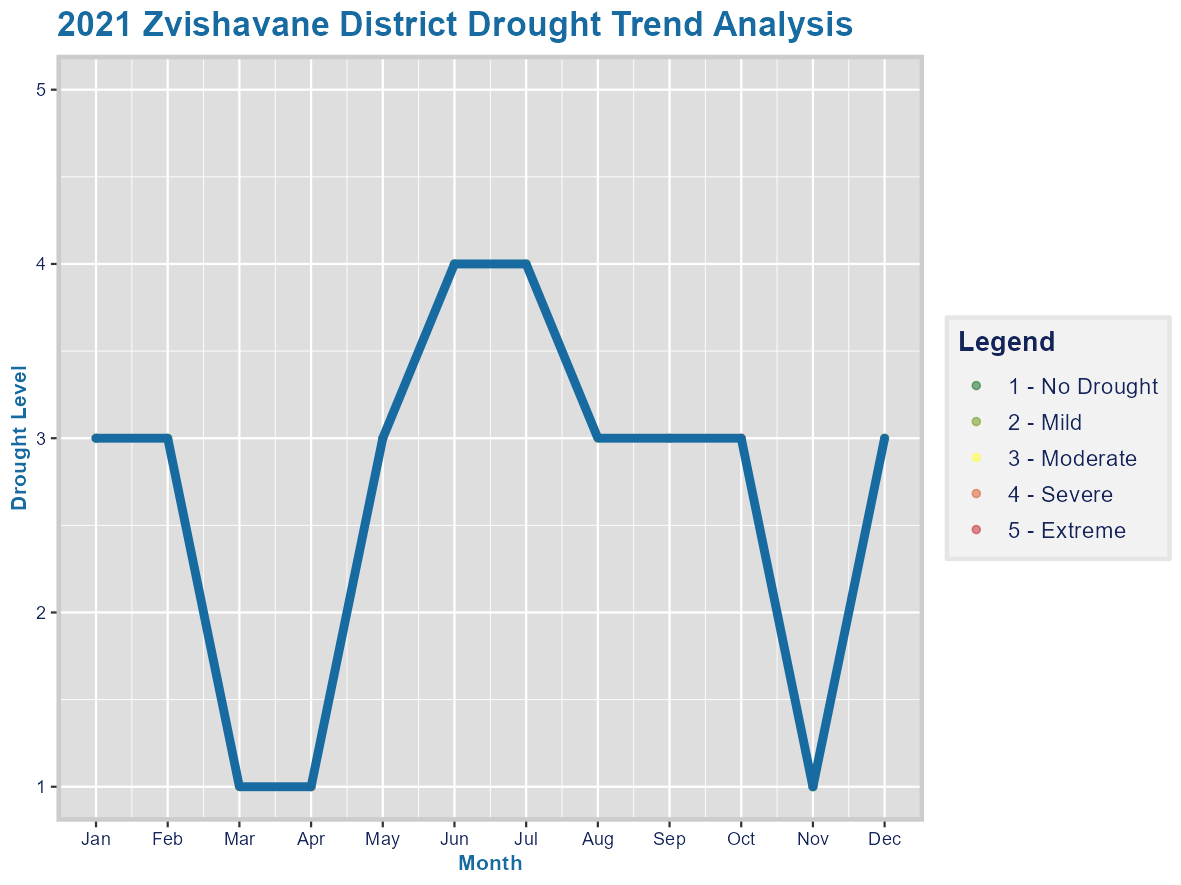 2021 Zvishavane District Drought Trend Analysis
5
4
3
2
1
Drought Level
Jan Feb Mar Apr May Jun Jul Aug Sep Oct Nov Dec
Month
Legend
1 - No Drought
2 - Mild
3 - Moderate
4 - Severe
5 - Extreme